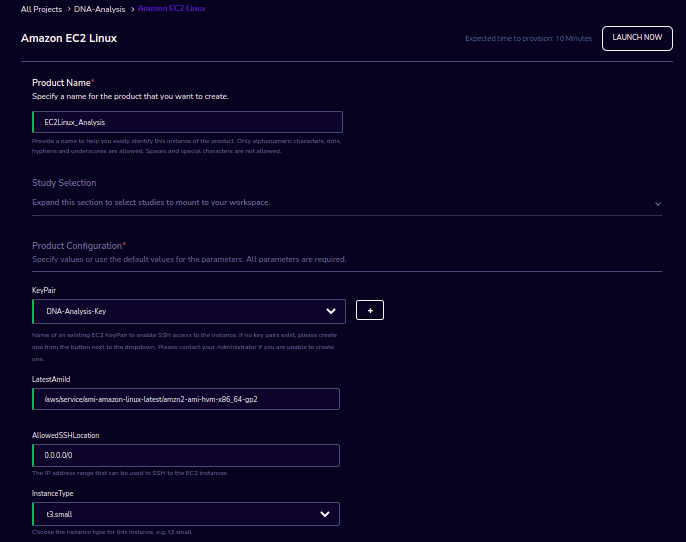 All Projects > DNA-Analysis > Amazon EC2 Linux
Amazon EC2 Linux
Expected time to provision: 10 Minutes
LAUNCH NOW
Product Name*
Specify a name for the product that you want to create.
EC2Linux_Analysis
Provide a name to help you easily identify this instance of the product. Only alphanumeric characters, dots,
hyphens and underscores are allowed. Spaces and special characters are not allowed.
Study Selection
Expand this section to select studies to mount to your workspace.
Product Configuration*
Specify values or use the default values for the parameters. All parameters are required.
KeyPair
DNA-Analysis-Key
+
Name of an existing EC2 KeyPair to enable SSH access to the instance. If no key pairs exist, please create
one from the button next to the dropdown. Please contact your Administrator if you are unable to create
one.
LatestAmiId
/aws/service/ami-amazon-linux-latest/amzn2-ami-hvm-x86_64-gp2
AllowedSSHLocation
0.0.0.0/0
The IP address range that can be used to SSH to the EC2 instances
InstanceType
t3.small
Choose the instance type for this instance. e.g. t3.small